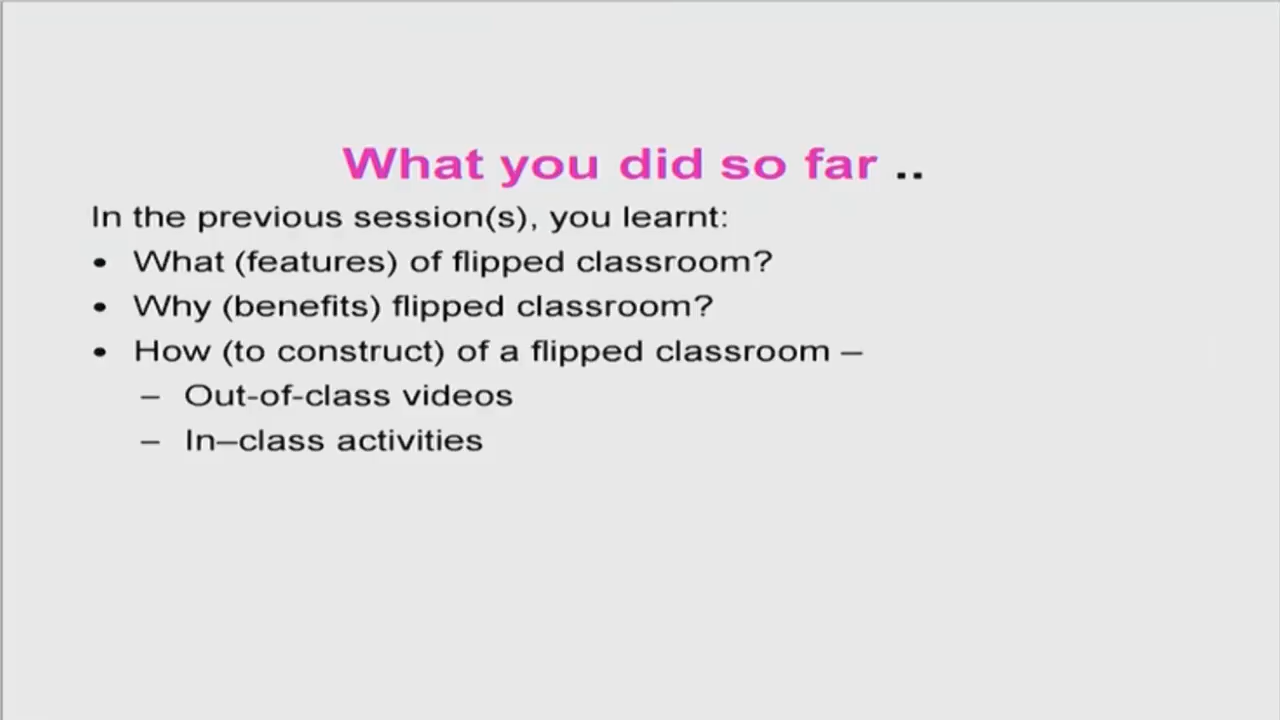 What you did so far ..
In the previous session(s), you learnt:
• What (features) of flipped classroom?
• Why (benefits) flipped classroom?
• How (to construct) of a flipped classroom –
– Out-of-class videos
– In–class activities